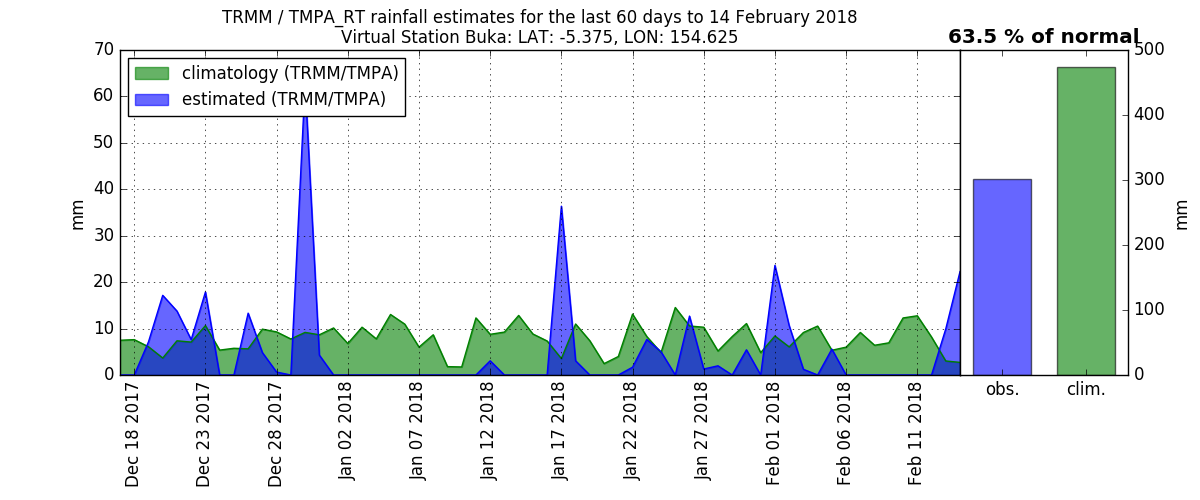 TRMM / TMPA_RT rainfall estimates for the last 60 days to 14 February 2018
Virtual Station Buka: LAT: -5.375, LON: 154.625
63.5 % of normal
climatology (TRMM/TMPA)
estimated (TRMM/TMPA)
70
60
50
40
30
20
10
0
mm
Dec 18 2017
Dec 23 2017
Dec 28 2017
Jan 02 2018
Jan 07 2018
Jan 12 2018
Jan 17 2018
Jan 22 2018
Jan 27 2018
Feb 01 2018
Feb 06 2018
Feb 11 2018
obs.
clim.
500
400
300
200
100
0
mm